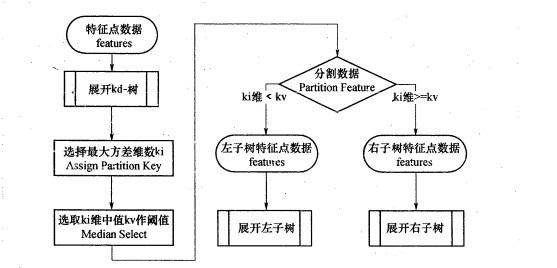 特征点数据
features
展开kd-树
选择最大方差维数ki
Assign Partition Key
选取ki维中值kv作阈值
Median Select
分割数据
Partition Feature
ki维 < kv
ki维>=kv
左子树特征点数据
features
右子树特征点数据
features
展开左子树
展开右子树